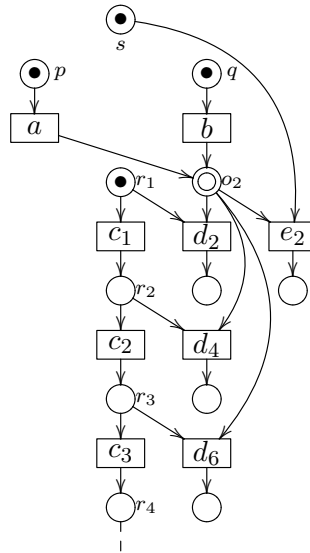 s
p q
a b
r₁ o₂
c₁ d₂ e₂
r₂
c₂ d₄
r₃
c₃ d₆
r₄